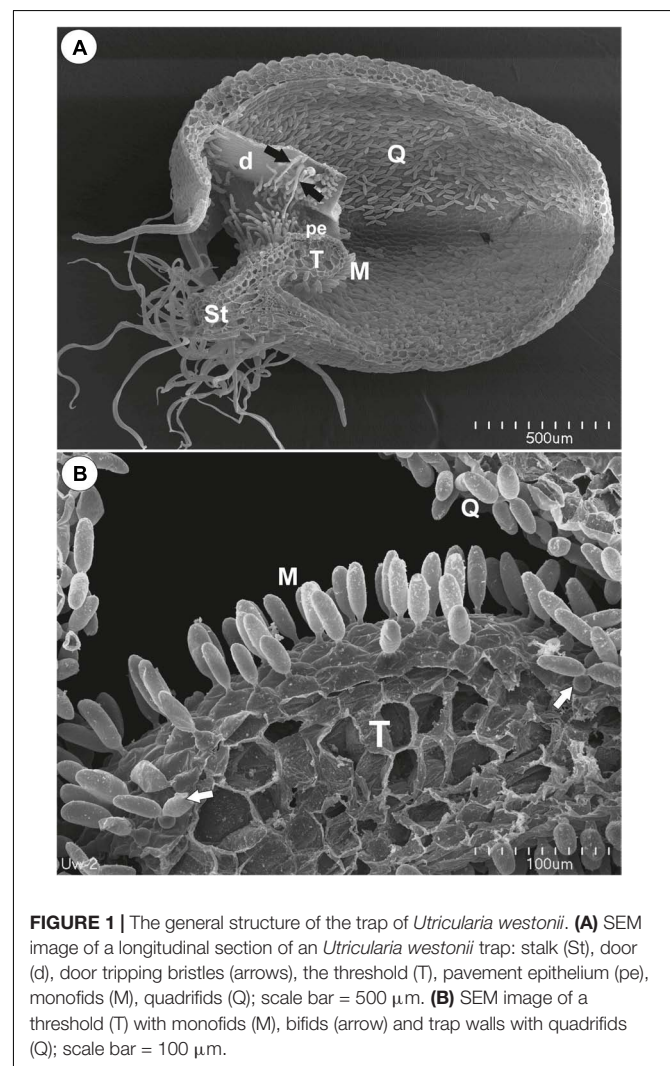 A
d
Q
pe
T
M
St
500um
B
Q
M
T
Uw-2
100um
FIGURE 1 | The general structure of the trap of Utricularia westonii. (A) SEM
image of a longitudinal section of an Utricularia westonii trap: stalk (St), door
(d), door tripping bristles (arrows), the threshold (T), pavement epithelium (pe),
monofids (M), quadrifids (Q); scale bar = 500 μm. (B) SEM image of a
threshold (T) with monofids (M), bifids (arrow) and trap walls with quadrifids
(Q); scale bar = 100 μm.